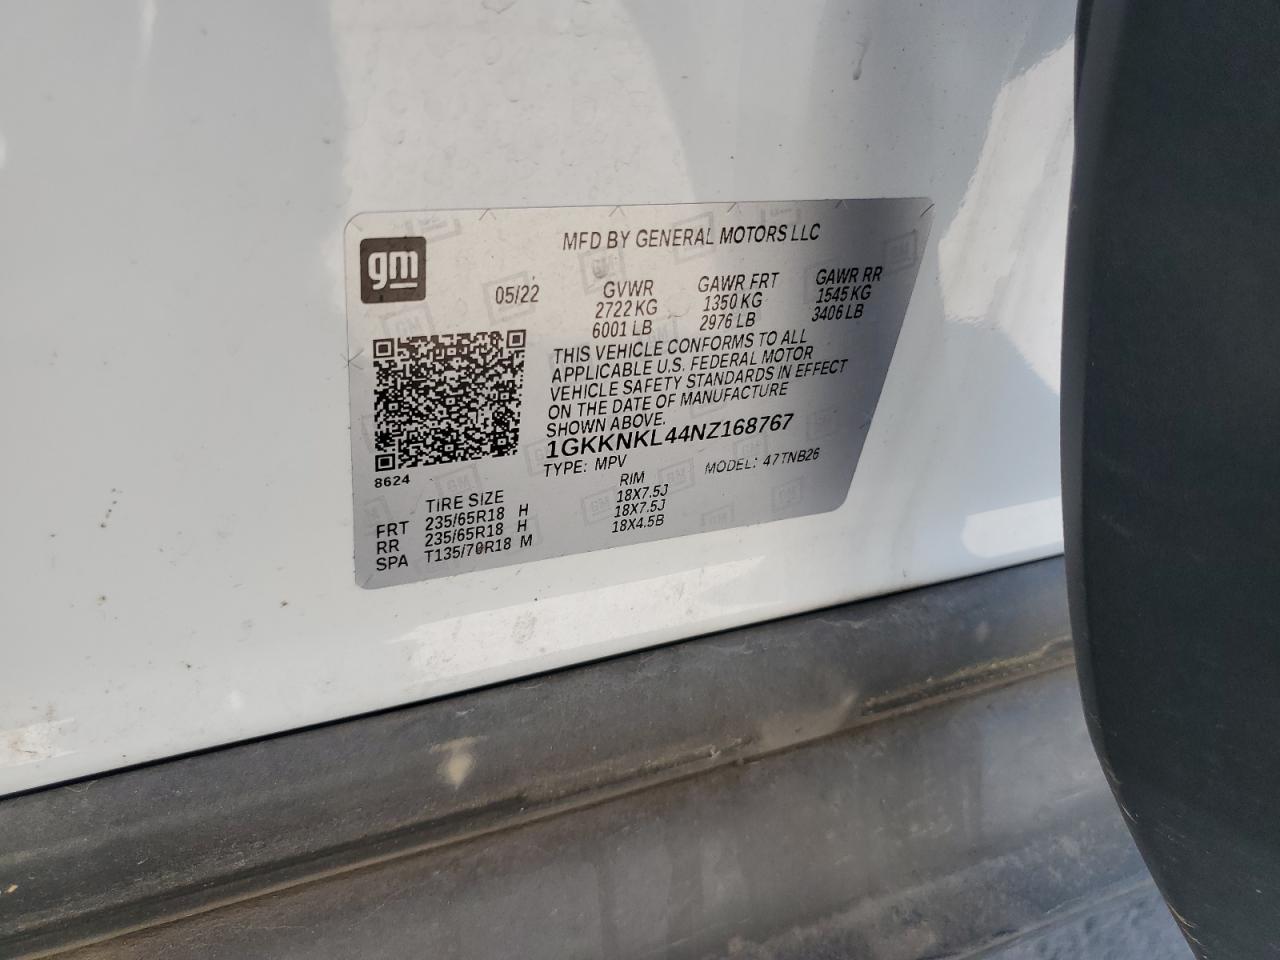 gm
MFD BY GENERAL MOTORS LLC
05/22 GVWR GAWR FRT GAWR RR
2722 KG 1350 KG 1545 KG
6001 LB 2976 LB 3406 LB
THIS VEHICLE CONFORMS TO ALL
APPLICABLE U.S. FEDERAL MOTOR
VEHICLE SAFETY STANDARDS IN EFFECT
ON THE DATE OF MANUFACTURE
SHOWN ABOVE.
1GKKNKL44NZ168767
TYPE: MPV MODEL: 47TNB26
8624
TIRE SIZE RIM
FRT 235/65R18 H 18X7.5J
RR 235/65R18 H 18X7.5J
SPA T135/70R18 M 18X4.5B